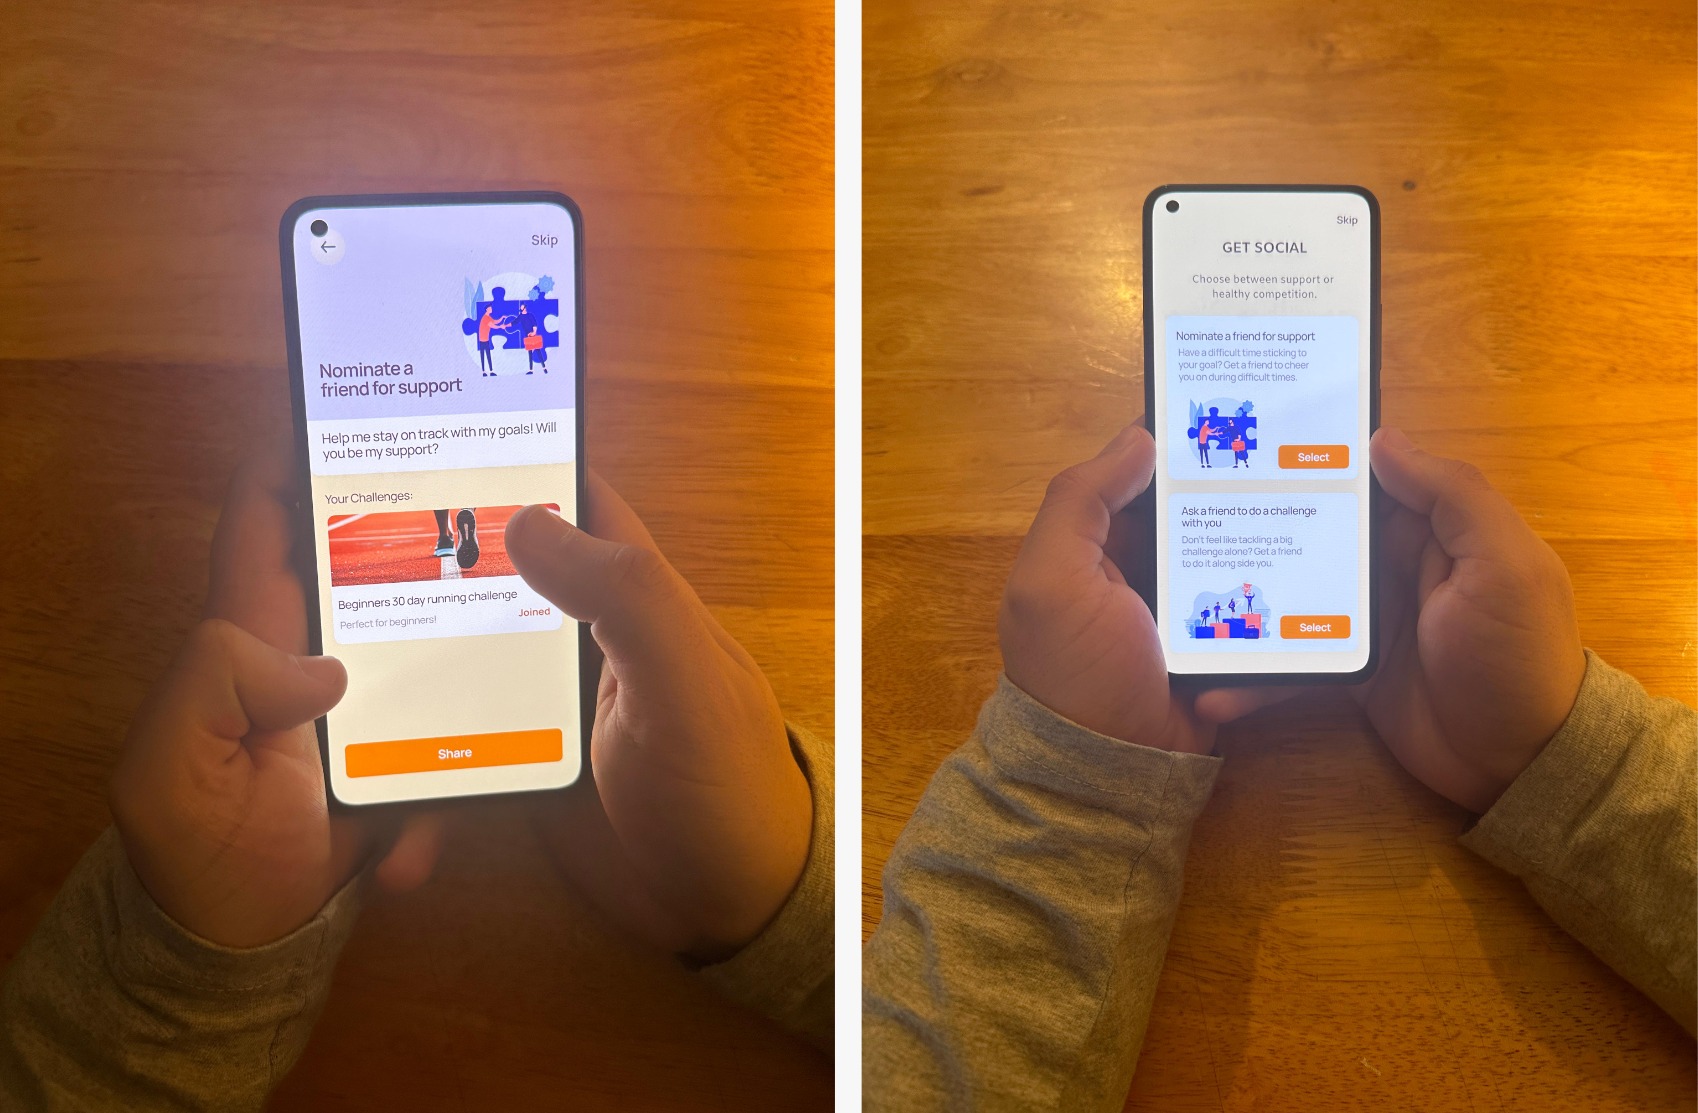 Skip
Nominate a
friend for support
Help me stay on track with my goals! Will
you be my support?
Your Challenges:
Beginners 30 day running challenge
Perfect for beginners!
Joined
Share
Skip
GET SOCIAL
Choose between support or
healthy competition.
Nominate a friend for support
Have a difficult time sticking to
your goal? Get a friend to cheer
you on during difficult times.
Select
Ask a friend to do a challenge
with you
Don't feel like tackling a big
challenge alone? Get a friend
to do it along side you.
Select